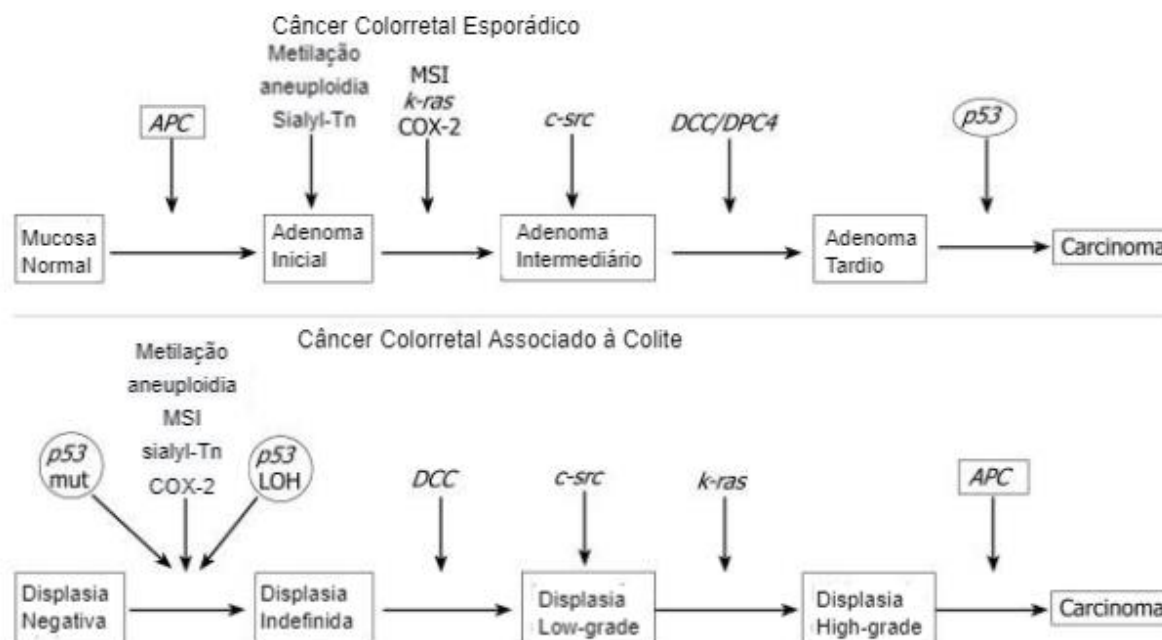 Câncer Colorretal Esporádico
Metilação
aneuploidia
Sialyl-Tn
APC
MSI
k-ras
COX-2
c-src
DCC/DPC4
p53
Mucosa
Normal
Adenoma
Inicial
Adenoma
Intermediário
Adenoma
Tardio
Carcinoma
Câncer Colorretal Associado à Colite
Metilação
aneuploidia
MSI
sialyl-Tn
COX-2
p53
mut
p53
LOH
DCC
c-src
k-ras
APC
Displasia
Negativa
Displasia
Indefinida
Displasia
Low-grade
Displasia
High-grade
Carcinoma